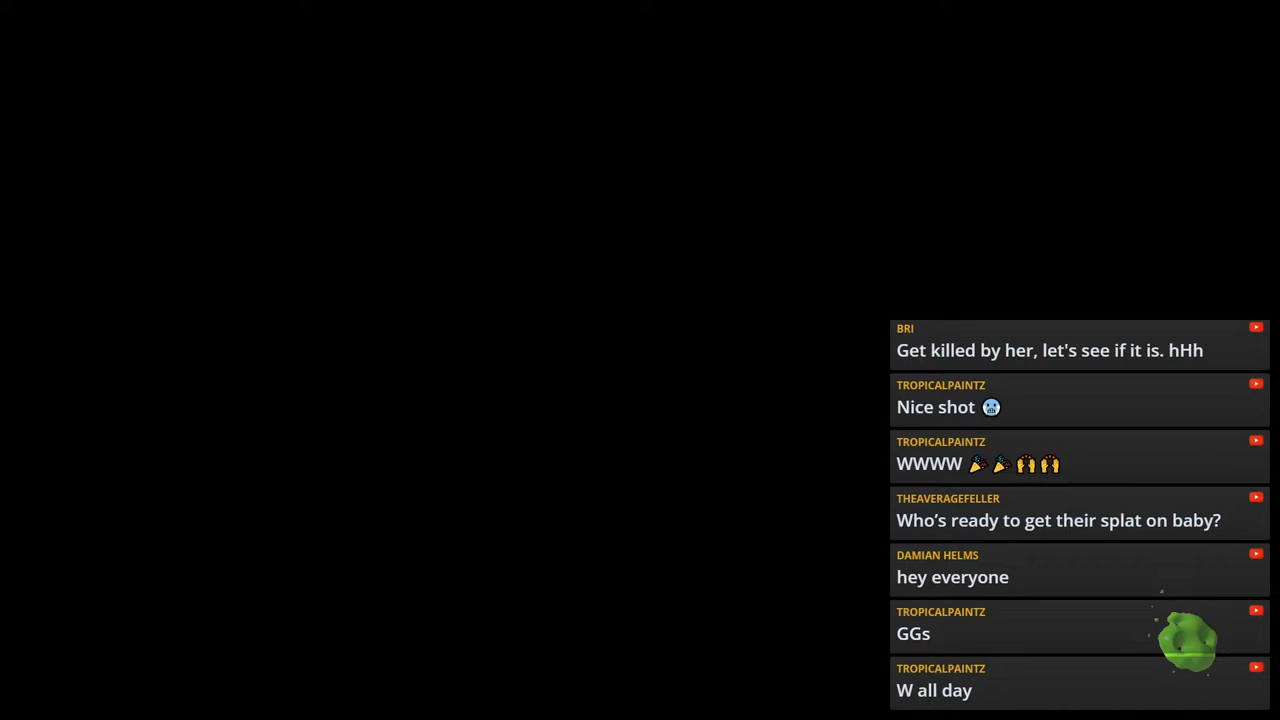 BRI
Get killed by her, let's see if it is. hHh
TROPICALPAINTZ
Nice shot 🥶
TROPICALPAINTZ
WWWW 🎉 🎉 🙌 🙌
THEAVERAGEFELLER
Who’s ready to get their splat on baby?
DAMIAN HELMS
hey everyone
TROPICALPAINTZ
GGs
TROPICALPAINTZ
W all day